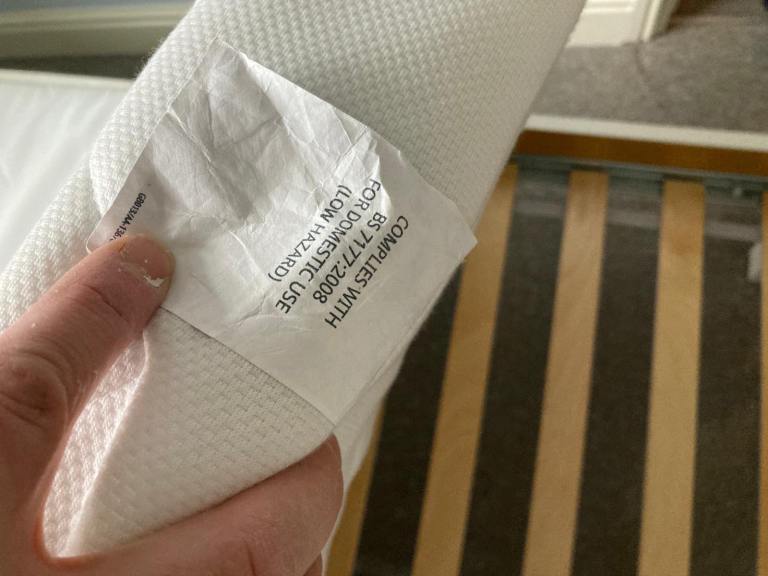 COMPLIES WITH
BS 7177:2008
FOR DOMESTIC USE
(LOW HAZARD)